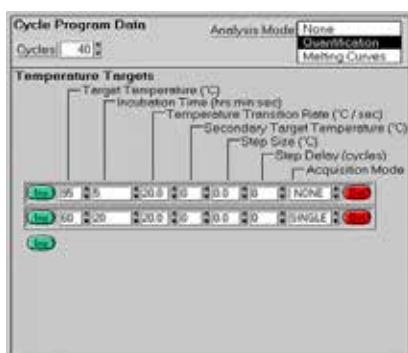 Cycle Program Data
Analysis Mode
None
Quantification
Melting Curves
Cycles 40
Temperature Targets
Target Temperature (°C)
Incubation Time (hrs:min:sec)
Temperature Transition Rate (°C / sec)
Secondary Target Temperature (°C)
Step Size (°C)
Step Delay (cycles)
Acquisition Mode
95 5 20.0 0 0.0 0 NONE
60 20 20.0 0 0.0 0 SINGLE